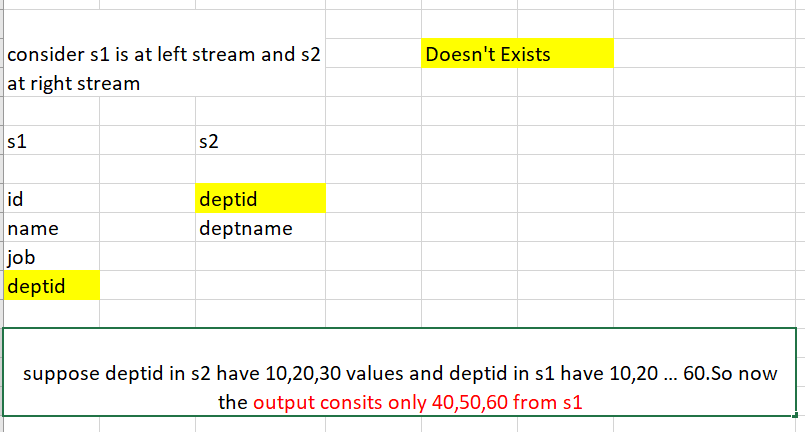 consider s1 is at left stream and s2
at right stream
Doesn't Exists
s1
s2
id
deptid
name
deptname
job
deptid
suppose deptid in s2 have 10,20,30 values and deptid in s1 have 10,20 ... 60.So now
the output consits only 40,50,60 from s1